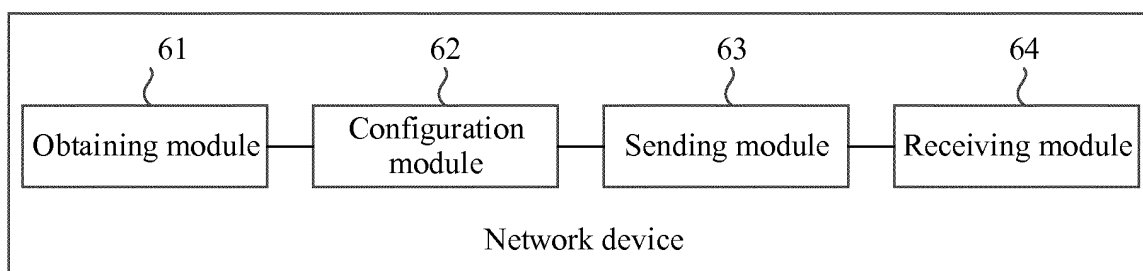 61
62
63
64
Obtaining module
Configuration
module
Sending module
Receiving module
Network device